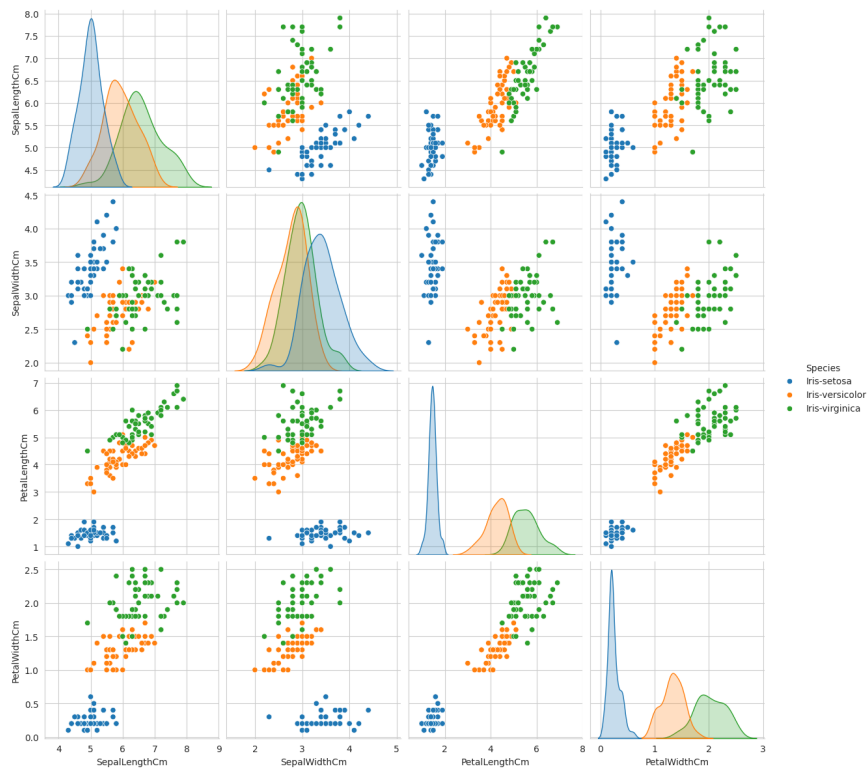 SepalLengthCm
8.0
7.5
7.0
6.5
6.0
5.5
5.0
4.5
SepalWidthCm
4.5
4.0
3.5
3.0
2.5
2.0
Species
Iris-setosa
Iris-versicolor
Iris-virginica
PetalLengthCm
7
6
5
4
3
2
1
PetalWidthCm
2.5
2.0
1.5
1.0
0.5
0.0
4 5 6 7 8 9
2 3 4 5
2 4 6 8
0 1 2 3
SepalLengthCm SepalWidthCm PetalLengthCm PetalWidthCm